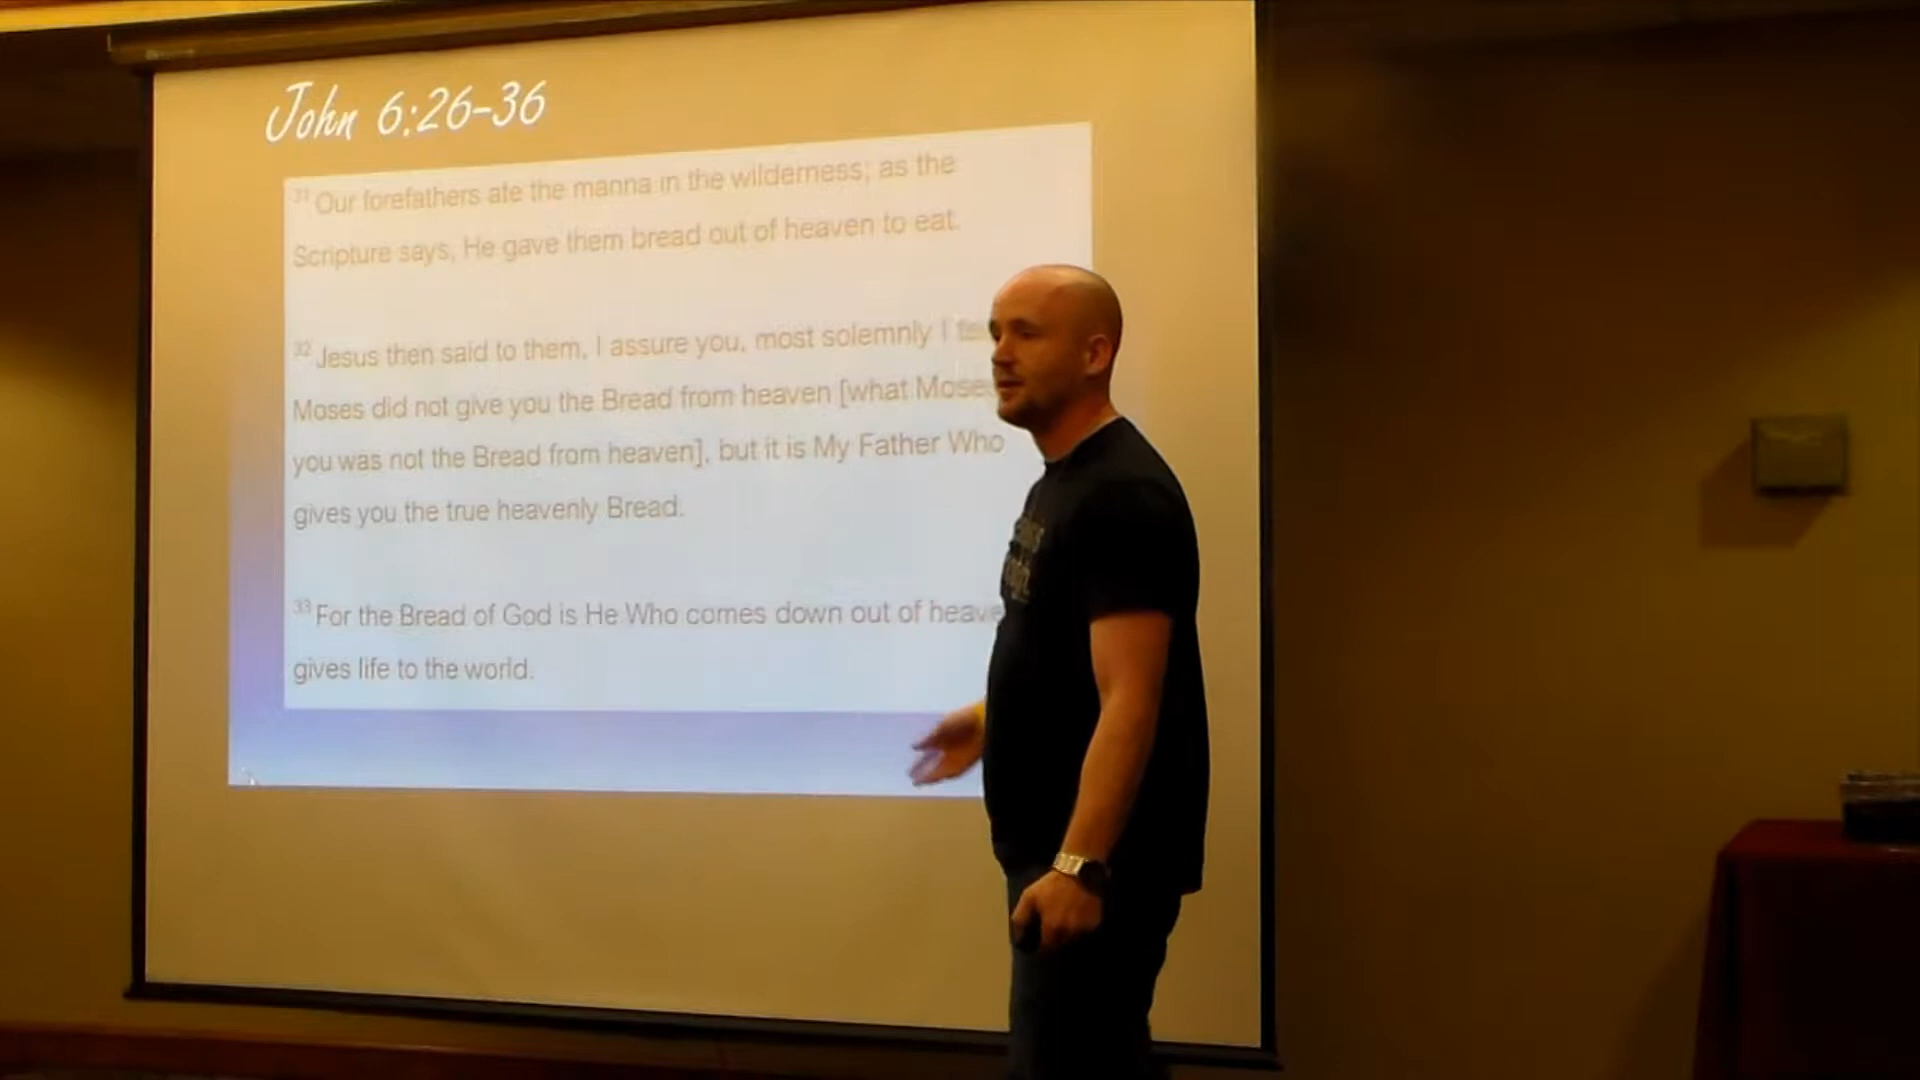 John 6:26-36
31 Our forefathers ate the manna in the wilderness; as the
Scripture says, He gave them bread out of heaven to eat.
32 Jesus then said to them, I assure you, most solemnly I
Moses did not give you the Bread from heaven [what
you was not the Bread from heaven], but it is My Father Who
gives you the true heavenly Bread.
33 For the Bread of God is He Who comes down out of
gives life to the world.